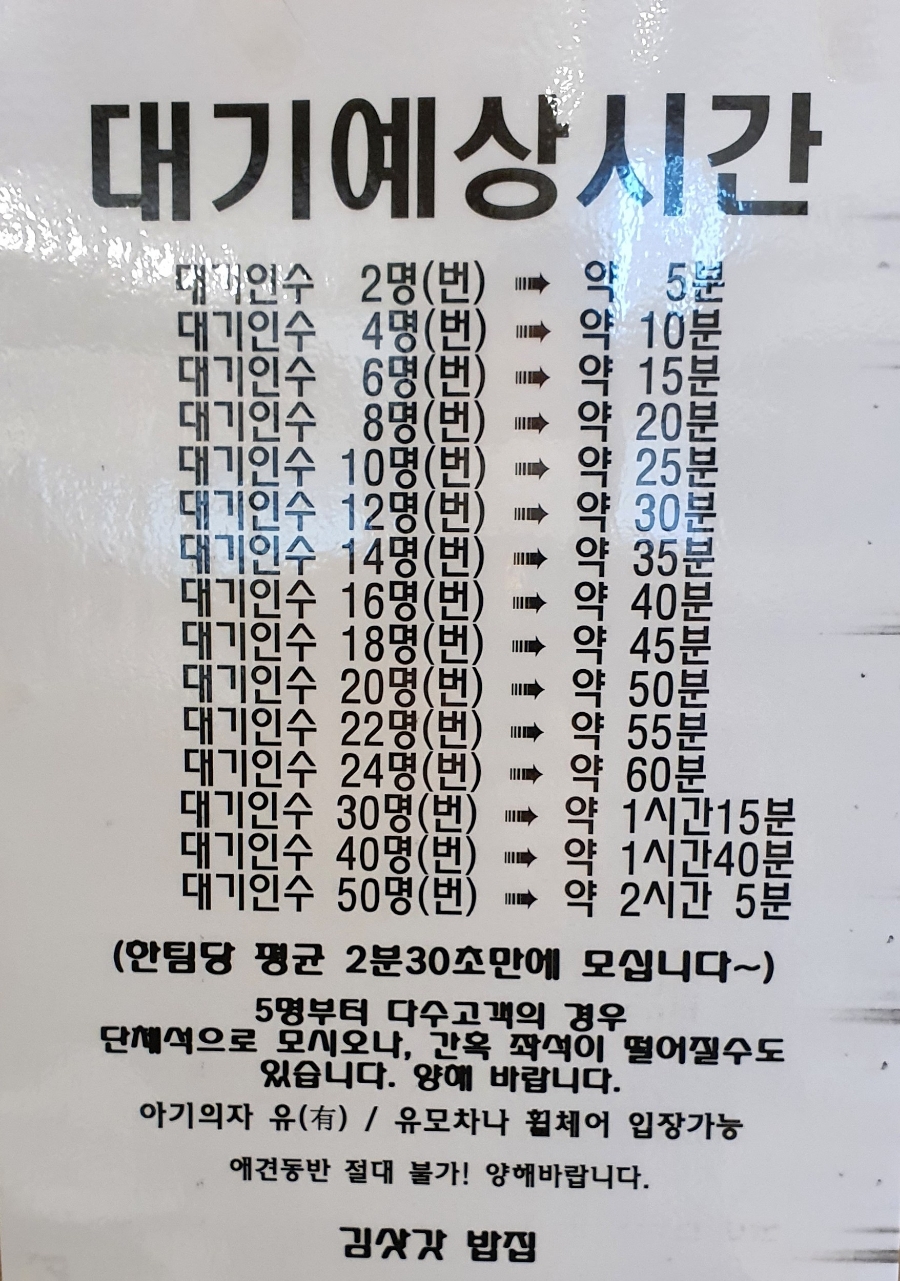 대기예상시간
대기인수 2명(번) ➠ 약 5분
대기인수 4명(번) ➠ 약 10분
대기인수 6명(번) ➠ 약 15분
대기인수 8명(번) ➠ 약 20분
대기인수 10명(번) ➠ 약 25분
대기인수 12명(번) ➠ 약 30분
대기인수 14명(번) ➠ 약 35분
대기인수 16명(번) ➠ 약 40분
대기인수 18명(번) ➠ 약 45분
대기인수 20명(번) ➠ 약 50분
대기인수 22명(번) ➠ 약 55분
대기인수 24명(번) ➠ 약 60분
대기인수 30명(번) ➠ 약 1시간15분
대기인수 40명(번) ➠ 약 1시간40분
대기인수 50명(번) ➠ 약 2시간 5분
(한팀당 평균 2분30초만에 모십니다~)
5명부터 다수고객의 경우
단체석으로 모시오나, 간혹 좌석이 떨어질수도
있습니다. 양해 바랍니다.
아기의자 유(有) / 유모차나 휠체어 입장가능
애견동반 절대 불가! 양해바랍니다.
김삿갓 밥집